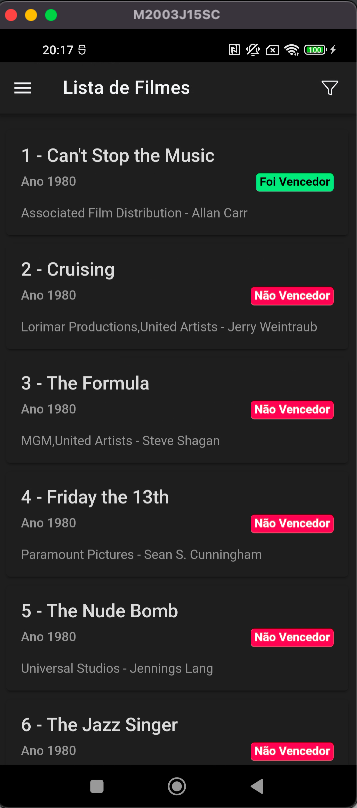 M2003J15SC
20:17
100
Lista de Filmes
1 - Can't Stop the Music
Ano 1980
Foi Vencedor
Associated Film Distribution - Allan Carr
2 - Cruising
Ano 1980
Não Vencedor
Lorimar Productions,United Artists - Jerry Weintraub
3 - The Formula
Ano 1980
Não Vencedor
MGM,United Artists - Steve Shagan
4 - Friday the 13th
Ano 1980
Não Vencedor
Paramount Pictures - Sean S. Cunningham
5 - The Nude Bomb
Ano 1980
Não Vencedor
Universal Studios - Jennings Lang
6 - The Jazz Singer
Ano 1980
Não Vencedor